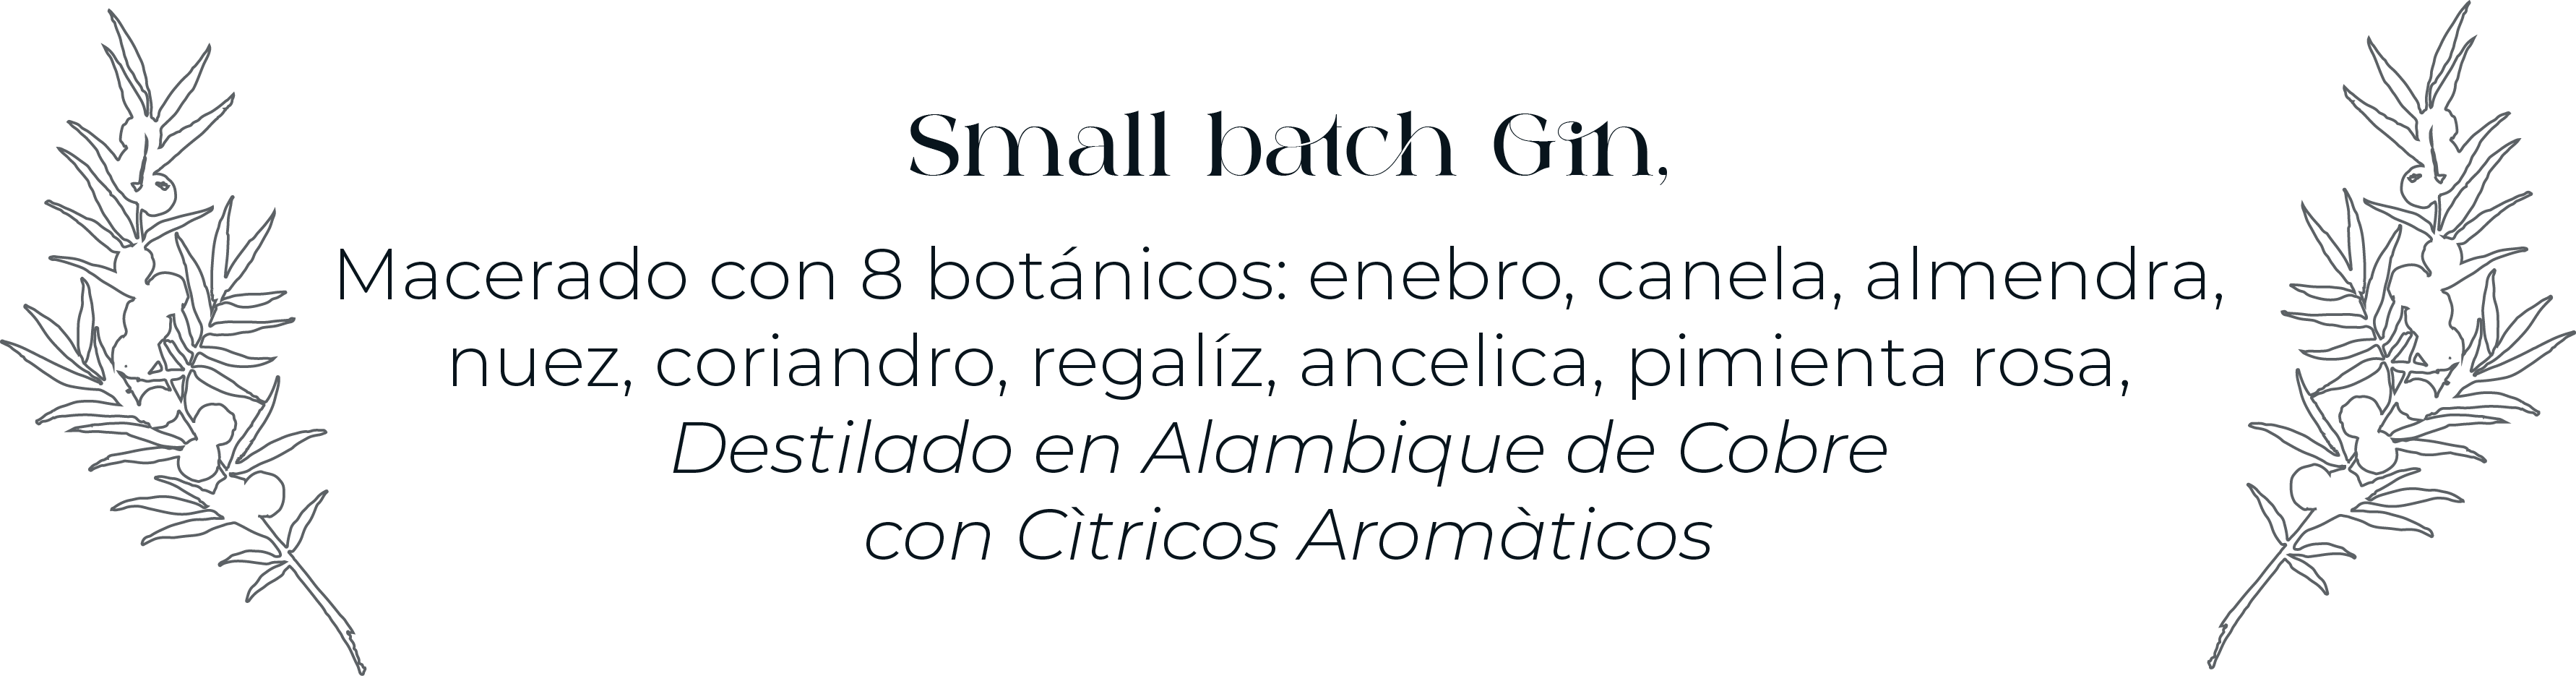 Small batch Gin,
Macerado con 8 botánicos: enebro, canela, almendra,
nuez, coriandro, regalíz, ancelica, pimienta rosa,
Destilado en Alambique de Cobre
con Cìtricos Aromàticos